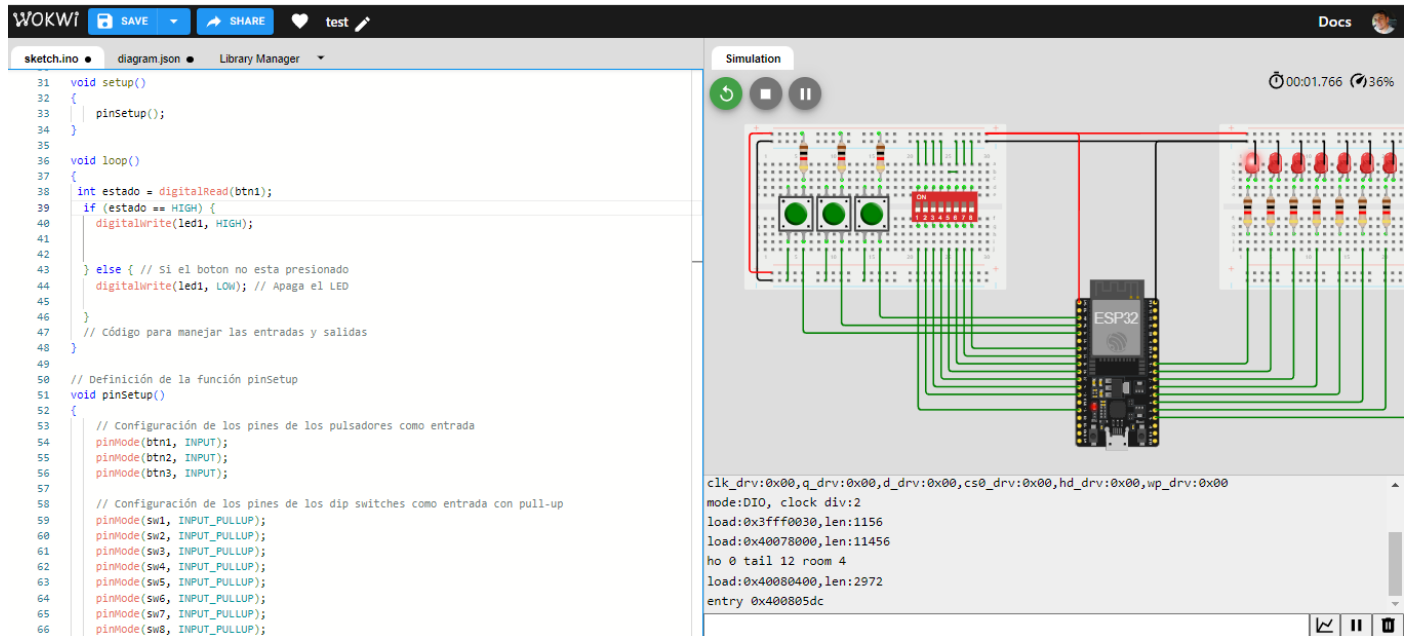 WOKWi SAVE SHARE test Docs
sketch.ino ● diagram.json ● Library Manager
Simulation
00:01.766 36%
31 void setup()
32 {
33 pinSetup();
34 }
35
36 void loop()
37 {
38 int estado = digitalRead(btn1);
39 if (estado == HIGH) {
40 digitalWrite(led1, HIGH);
41
42
43 } else { // Si el boton no esta presionado
44 digitalWrite(led1, LOW); // Apaga el LED
45
46 }
47 // Código para manejar las entradas y salidas
48 }
49
50 // Definición de la función pinSetup
51 void pinSetup()
52 {
53 // Configuración de los pines de los pulsadores como entrada
54 pinMode(btn1, INPUT);
55 pinMode(btn2, INPUT);
56 pinMode(btn3, INPUT);
57
58 // Configuración de los pines de los dip switches como entrada con pull-up
59 pinMode(sw1, INPUT_PULLUP);
60 pinMode(sw2, INPUT_PULLUP);
61 pinMode(sw3, INPUT_PULLUP);
62 pinMode(sw4, INPUT_PULLUP);
63 pinMode(sw5, INPUT_PULLUP);
64 pinMode(sw6, INPUT_PULLUP);
65 pinMode(sw7, INPUT_PULLUP);
66 pinMode(sw8, INPUT_PULLUP);
ON
1 2 3 4 5 6 7 8
ESP32
clk_drv:0x00,q_drv:0x00,d_drv:0x00,cs0_drv:0x00,hd_drv:0x00,wp_drv:0x00
mode:DIO, clock div:2
load:0x3fff0030,len:1156
load:0x40078000,len:11456
ho 0 tail 12 room 4
load:0x40080400,len:2972
entry 0x400805dc